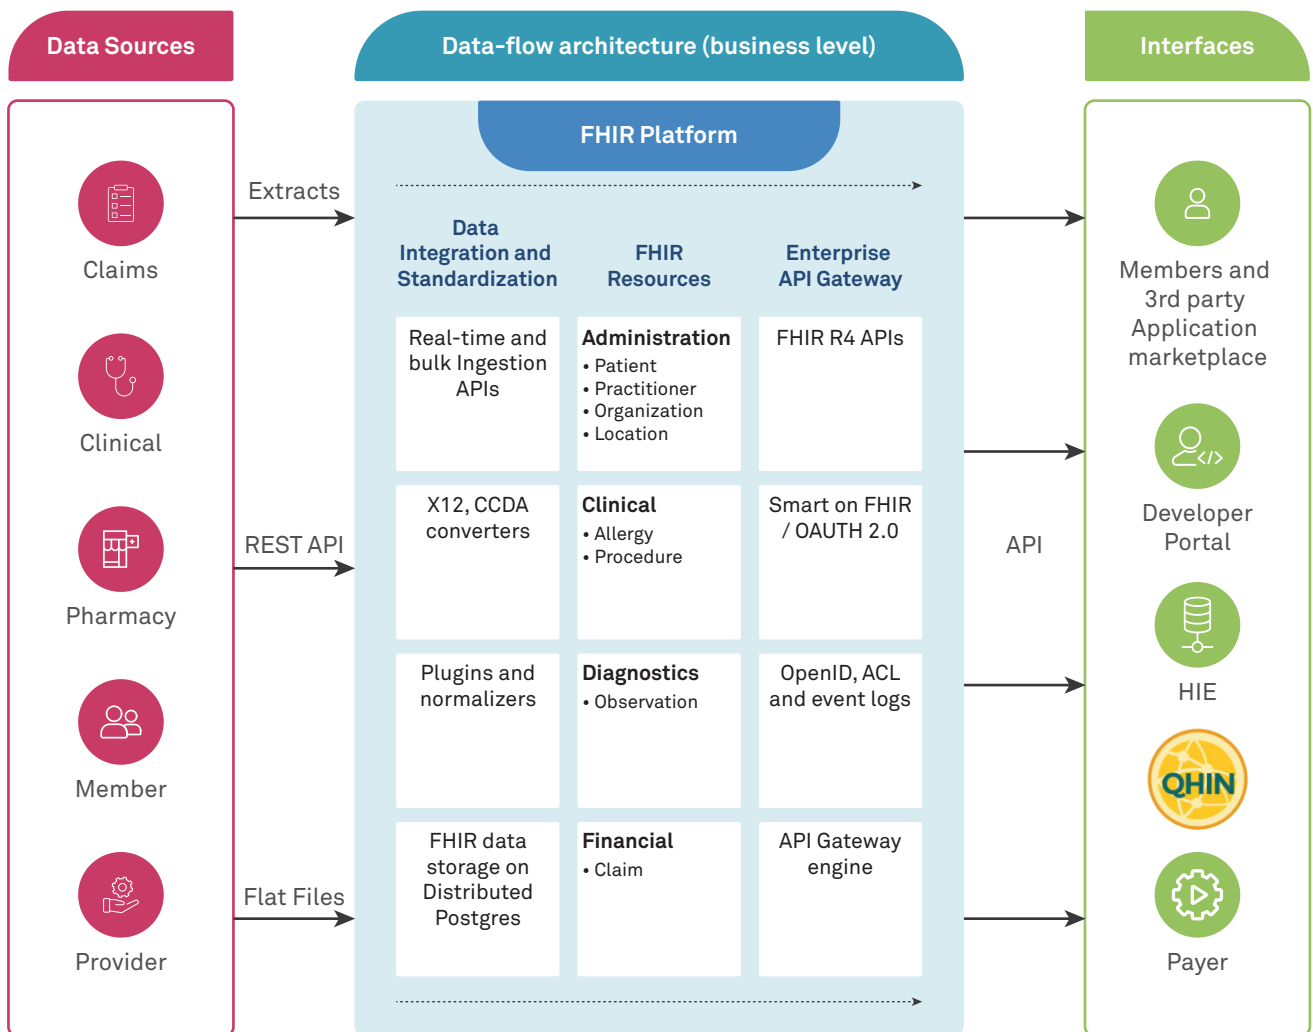 Data Sources
Data-flow architecture (business level)
Interfaces
FHIR Platform
Claims
Clinical
Pharmacy
Member
Provider
Extracts
REST API
Flat Files
Data
Integration and
Standardization
Real-time and
bulk Ingestion
APIs
X12, CCDA
converters
Plugins and
normalizers
FHIR data
storage on
Distributed
Postgres
FHIR
Resources
Administration
• Patient
• Practitioner
• Organization
• Location
Clinical
• Allergy
• Procedure
Diagnostics
• Observation
Financial
• Claim
Enterprise
API Gateway
FHIR R4 APIs
Smart on FHIR
/ OAUTH 2.0
OpenID, ACL
and event logs
API Gateway
engine
API
Members and
3rd party
Application
marketplace
</>
Developer
Portal
HIE
QHIN
Payer